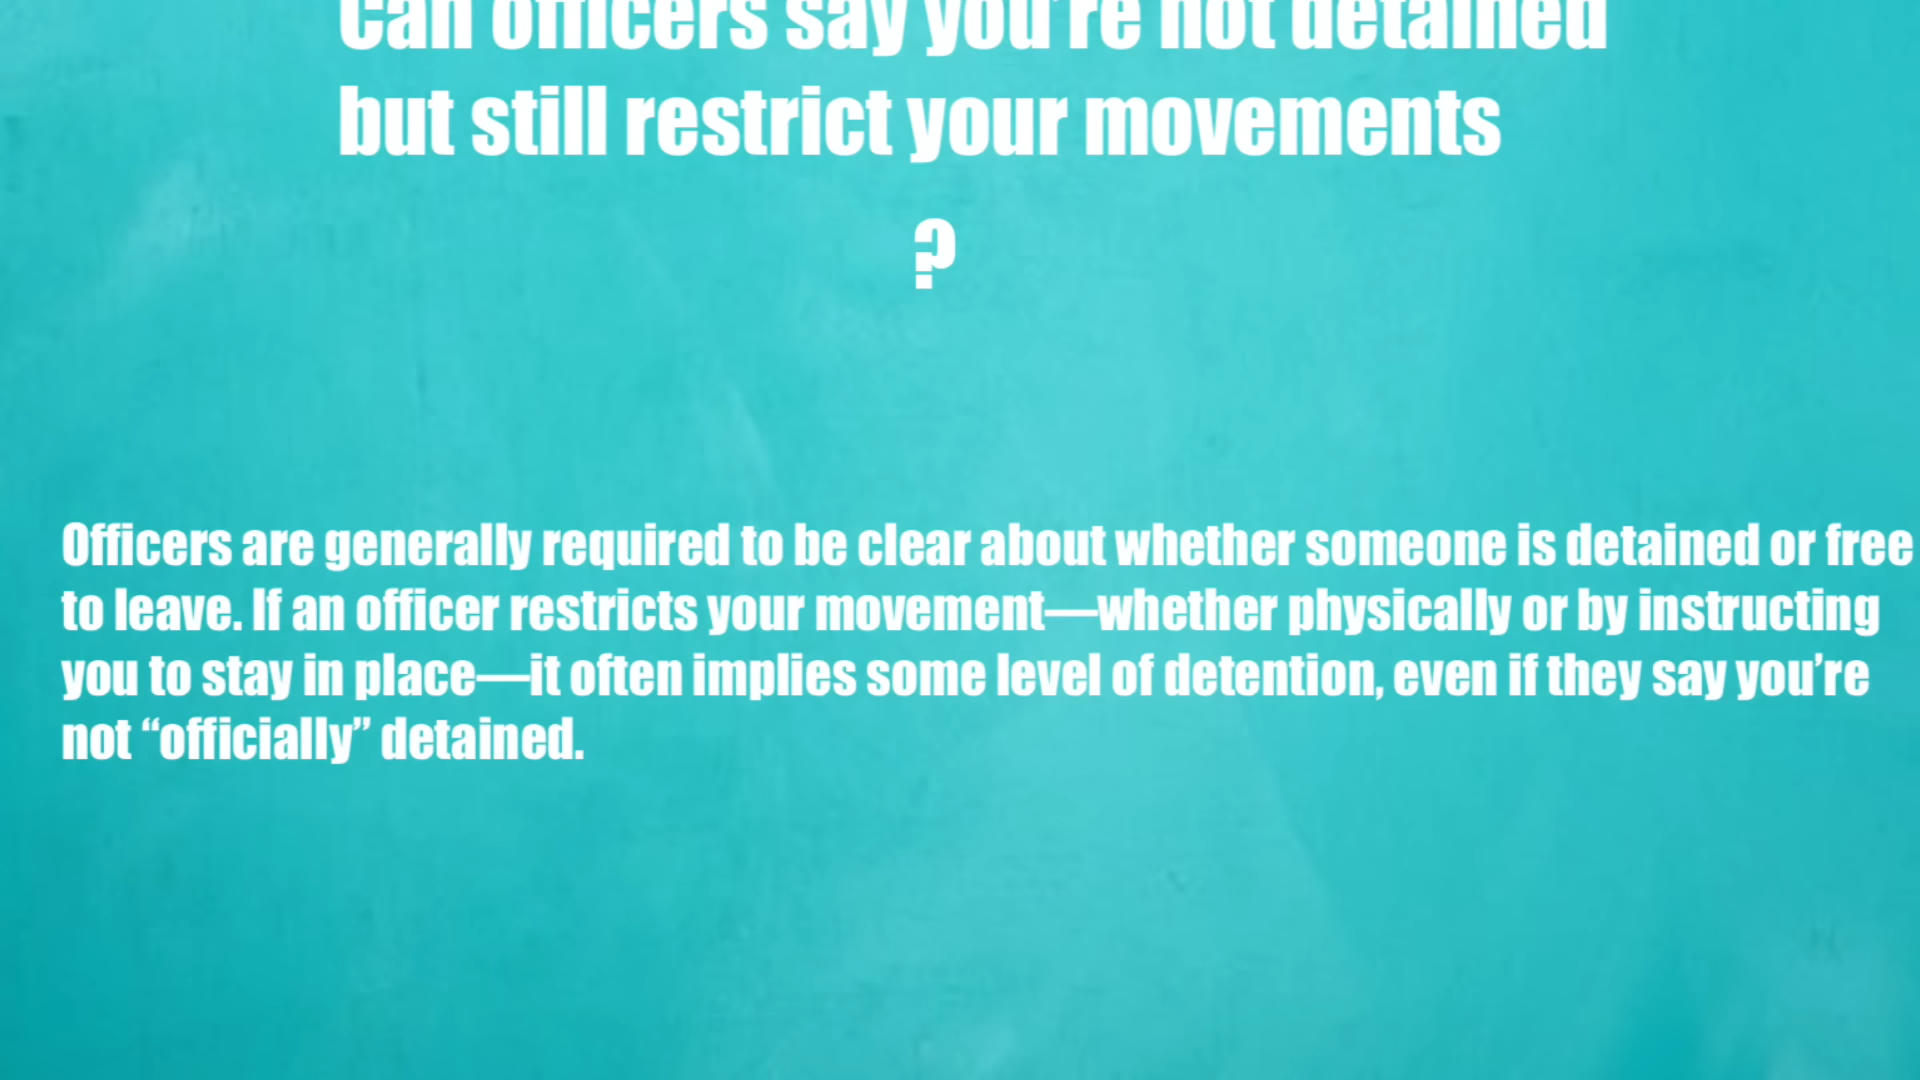 Can officers say you're not detained
but still restrict your movements
?
Officers are generally required to be clear about whether someone is detained or free
to leave. If an officer restricts your movement—whether physically or by instructing
you to stay in place—it often implies some level of detention, even if they say you’re
not “officially” detained.